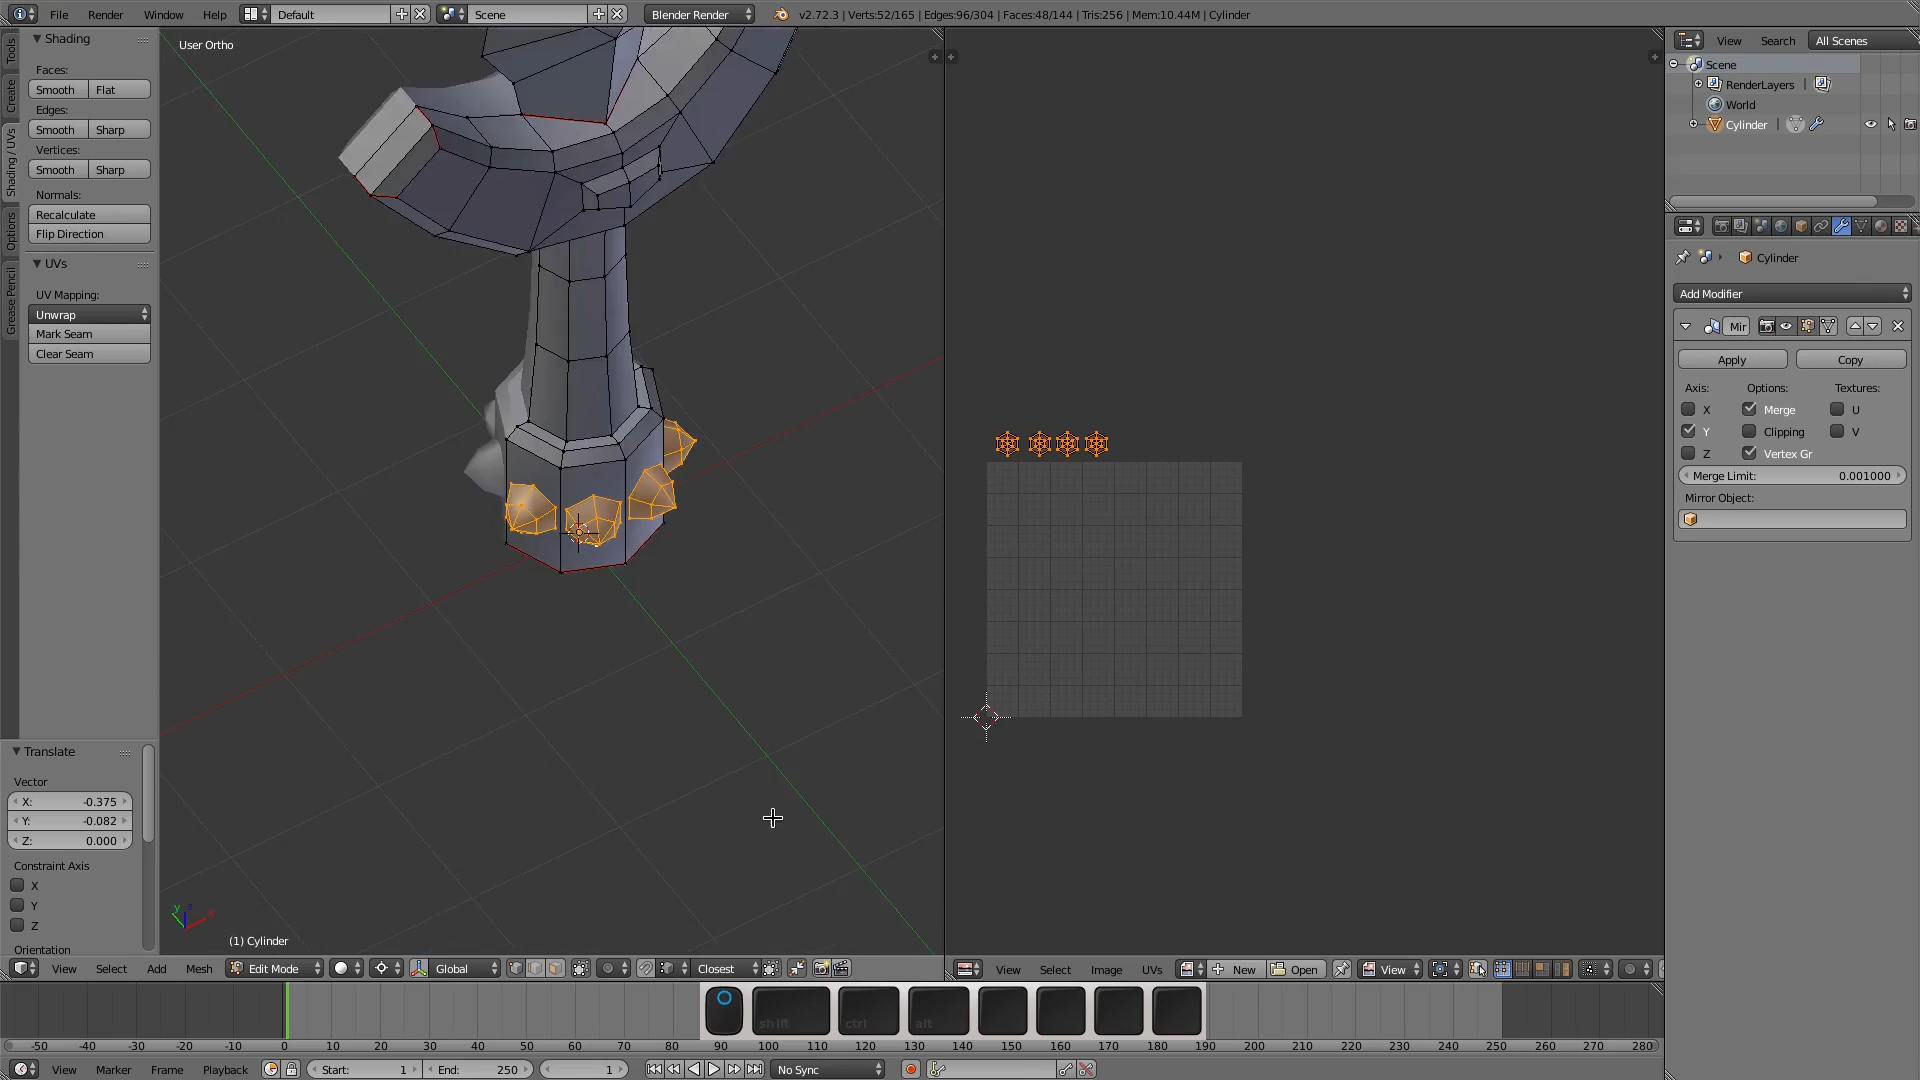 File Render Window Help Default Scene Blender Render v2.72.3 | Verts:52/165 | Edges:96/304 | Faces:48/144 | Tris:256 | Mem:10.44M | Cylinder
Tools
Create
Shading / UVs
Options
Grease Pencil
Shading
Faces:
Smooth Flat
Edges:
Smooth Sharp
Vertices:
Smooth Sharp
Normals:
Recalculate
Flip Direction
UVs
UV Mapping:
Unwrap
Mark Seam
Clear Seam
Translate
Vector
X: -0.375
Y: -0.082
Z: 0.000
Constraint Axis
X
Y
Z
Orientation
User Ortho
y z x
(1) Cylinder
View Select Add Mesh Edit Mode Global Closest
View Select Image UVs New Open View
View Search All Scenes
Scene
RenderLayers |
World
Cylinder |
Cylinder
Add Modifier
Mir
Apply Copy
Axis: Options: Textures:
X Merge U
Y Clipping V
Z Vertex Gr
Merge Limit: 0.001000
Mirror Object:
shift ctrl alt
-50 -40 -30 -20 -10 0 10 20 30 40 50 60 70 80 90 100 110 120 130 140 150 160 170 180 190 200 210 220 230 240 250 260 270 280
View Marker Frame Playback Start: 1 End: 250 1 No Sync